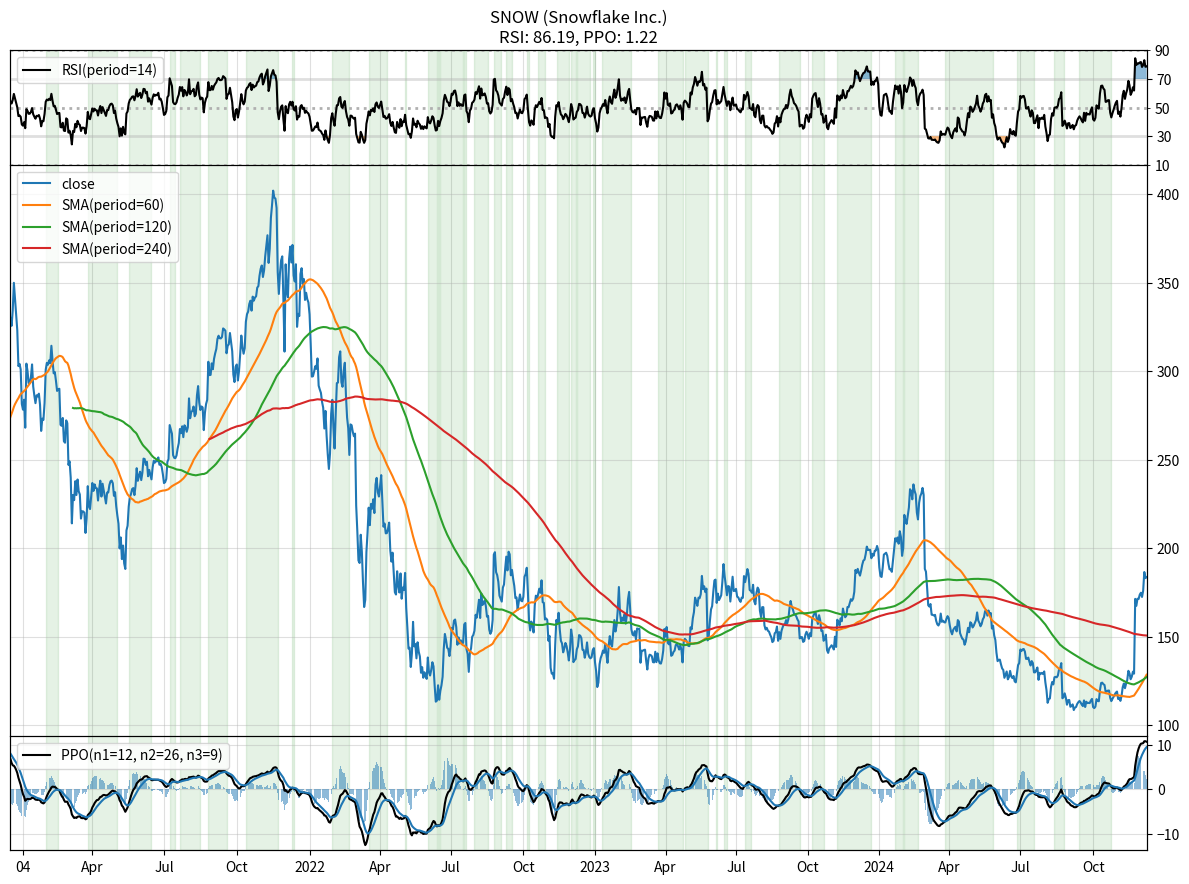 SNOW (Snowflake Inc.)
RSI: 86.19, PPO: 1.22
RSI(period=14)
90
70
50
30
10
close
SMA(period=60)
SMA(period=120)
SMA(period=240)
400
350
300
250
200
150
100
PPO(n1=12, n2=26, n3=9)
10
0
−10
04 Apr Jul Oct 2022 Apr Jul Oct 2023 Apr Jul Oct 2024 Apr Jul Oct